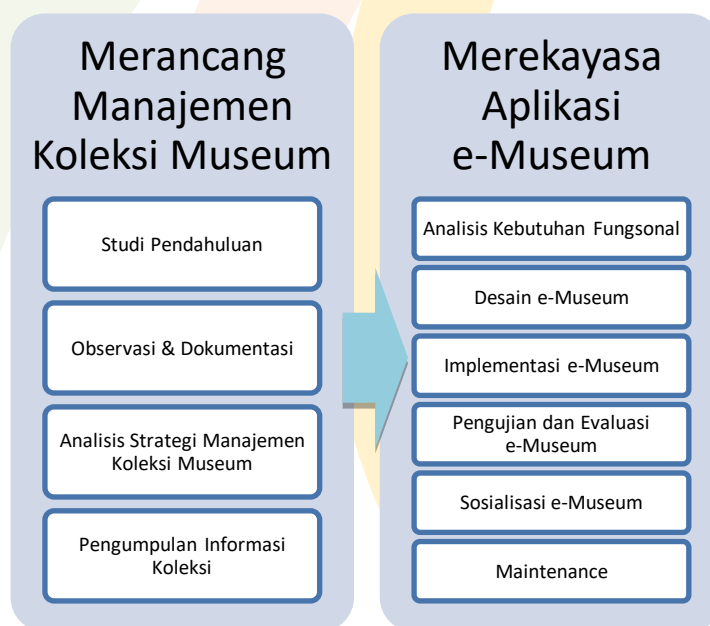 Merancang
Manajemen
Koleksi Museum
Studi Pendahuluan
Observasi & Dokumentasi
Analisis Strategi Manajemen
Koleksi Museum
Pengumpulan Informasi
Koleksi
Merekayasa
Aplikasi
e-Museum
Analisis Kebutuhan Fungsonal
Desain e-Museum
Implementasi e-Museum
Pengujian dan Evaluasi
e-Museum
Sosialisasi e-Museum
Maintenance